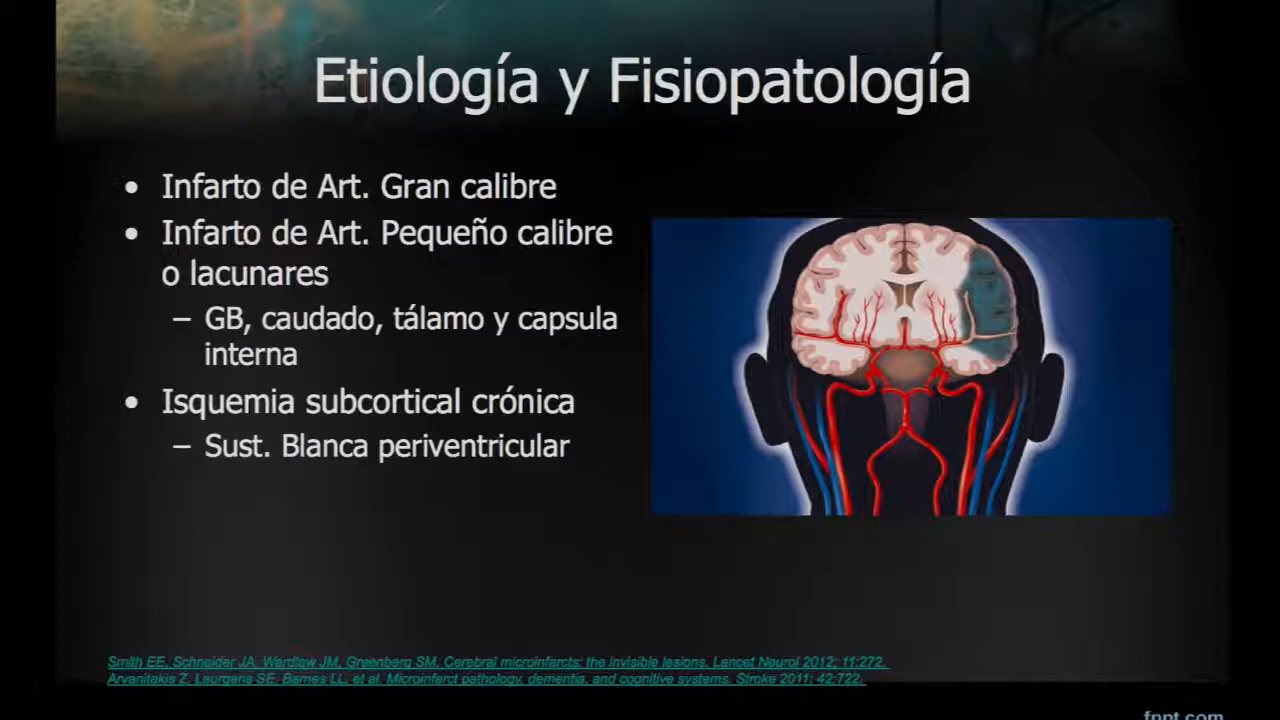 Etiología y Fisiopatología
• Infarto de Art. Gran calibre
• Infarto de Art. Pequeño calibre
o lacunares
– GB, caudado, tálamo y capsula
interna
• Isquemia subcortical crónica
– Sust. Blanca periventricular
Smith EE, Schneider JA, Wardlaw JM, Greenberg SM. Cerebral microinfarcts: the invisible lesions. Lancet Neurol 2012; 11:272.
Arvanitakis Z, Leurgans SE, Barnes LL, et al. Microinfarct pathology, dementia, and cognitive systems. Stroke 2011; 42:722.
fppt.com